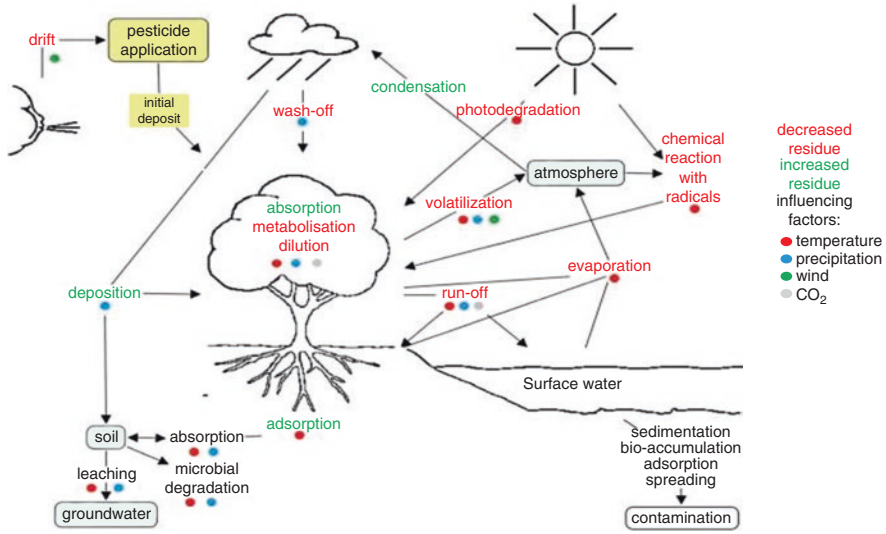 drift
pesticide
application
initial
deposit
condensation
wash-off
photodegradation
chemical
reaction
with
radicals
atmosphere
absorption
metabolisation
dilution
volatilization
deposition
run-off
evaporation
Surface water
adsorption
soil
absorption
leaching
microbial
degradation
groundwater
sedimentation
bio-accumulation
adsorption
spreading
contamination
decreased
residue
increased
residue
influencing
factors:
temperature
precipitation
wind
CO₂